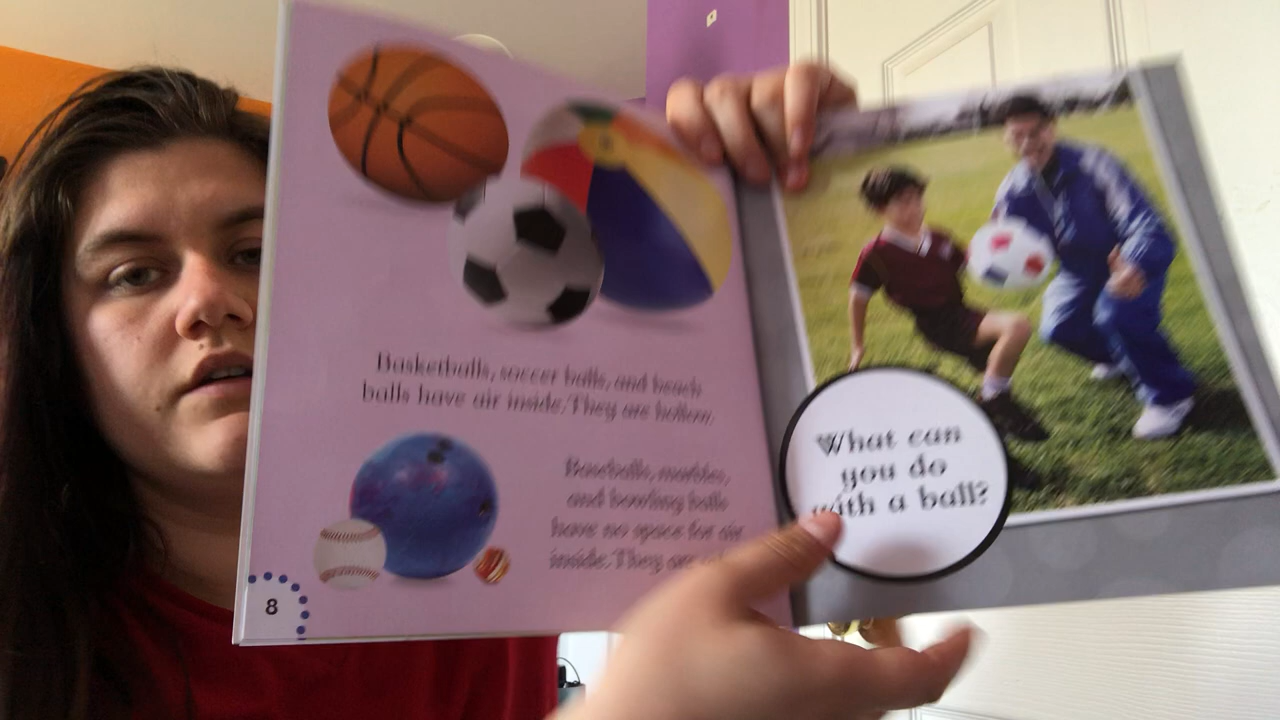 Basketballs, soccer balls, and beach
balls have air inside. They are hollow.
Baseballs, marbles,
and bowling balls
have no space for air
inside. They are
8
What can
you do
with a ball?